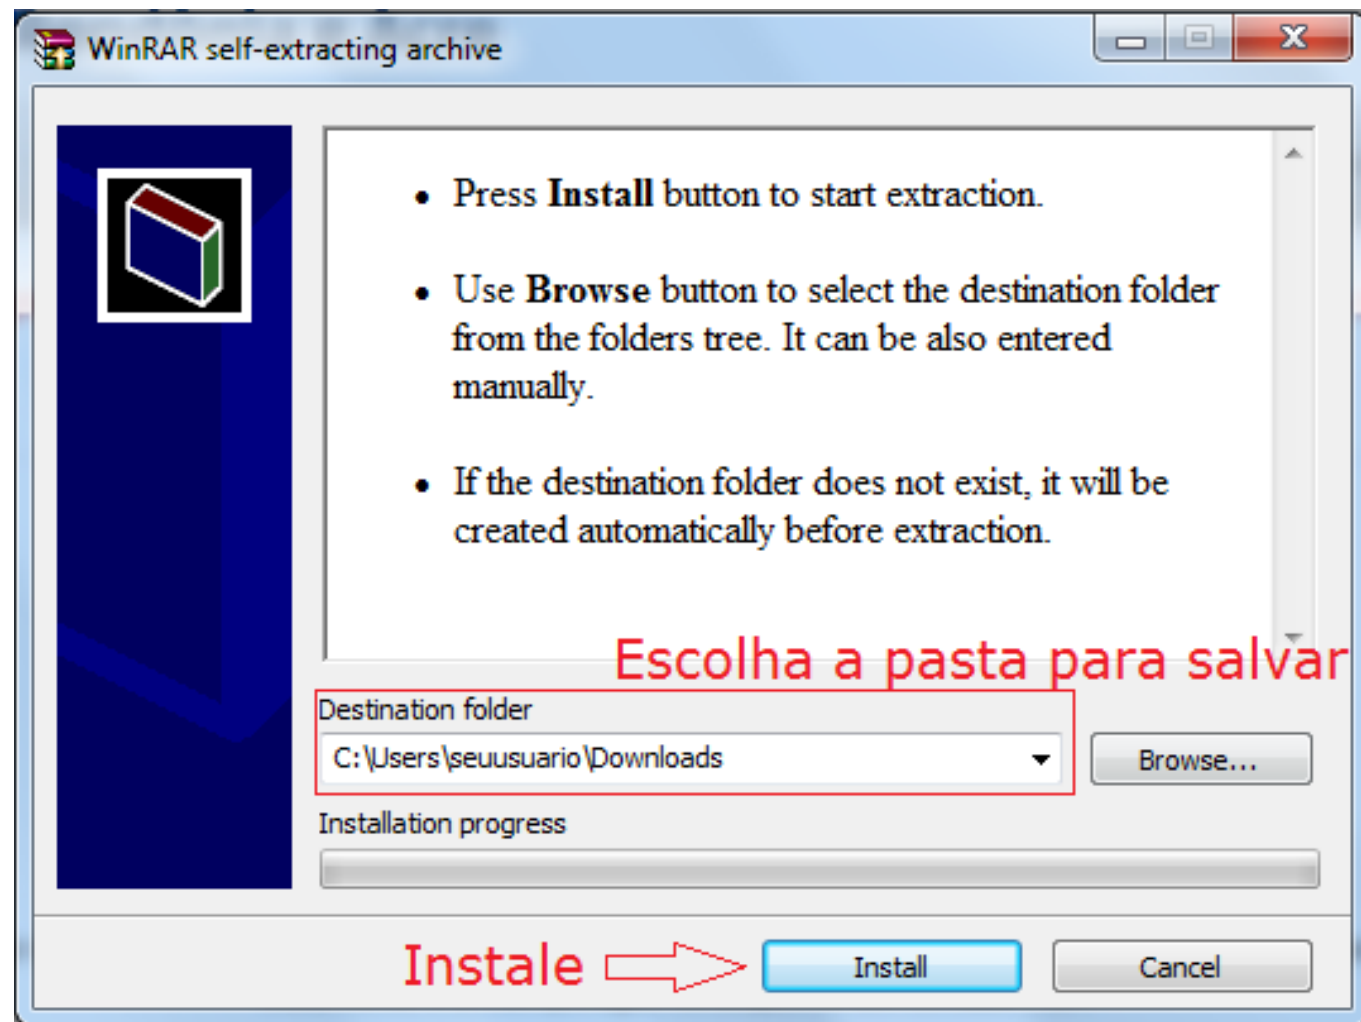 WinRAR self-extracting archive
• Press Install button to start extraction.
• Use Browse button to select the destination folder
from the folders tree. It can be also entered
manually.
• If the destination folder does not exist, it will be
created automatically before extraction.
Escolha a pasta para salvar
Destination folder
C:\Users\seuusuario\Downloads
Browse...
Installation progress
Instale
Install
Cancel